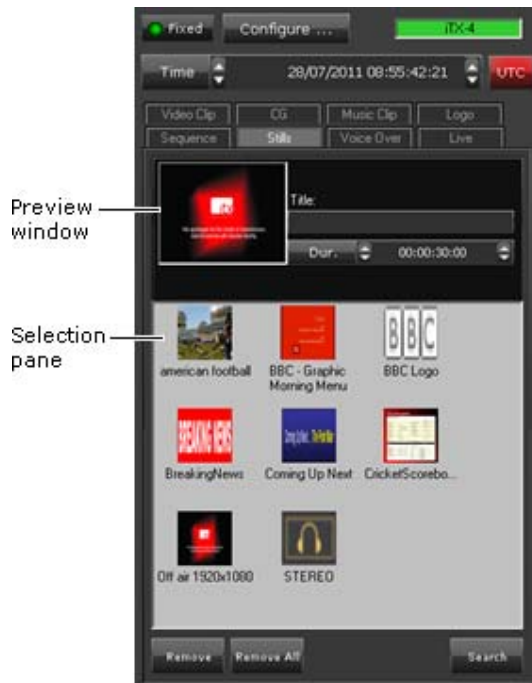 Fixed Configure ... iTX-4
Time 28/07/2011 08:55:42:21 UTC
Video Clip CG Music Clip Logo
Sequence Stills Voice Over Live
Preview window
Title:
Dur. 00:00:30:00
Selection pane
american football
BBC - Graphic Morning Menu
BBC
BBC Logo
BREAKING NEWS
BreakingNews
Coming Up Next
CricketScorebo...
Off air 1920x1080
STEREO
Remove Remove All Search